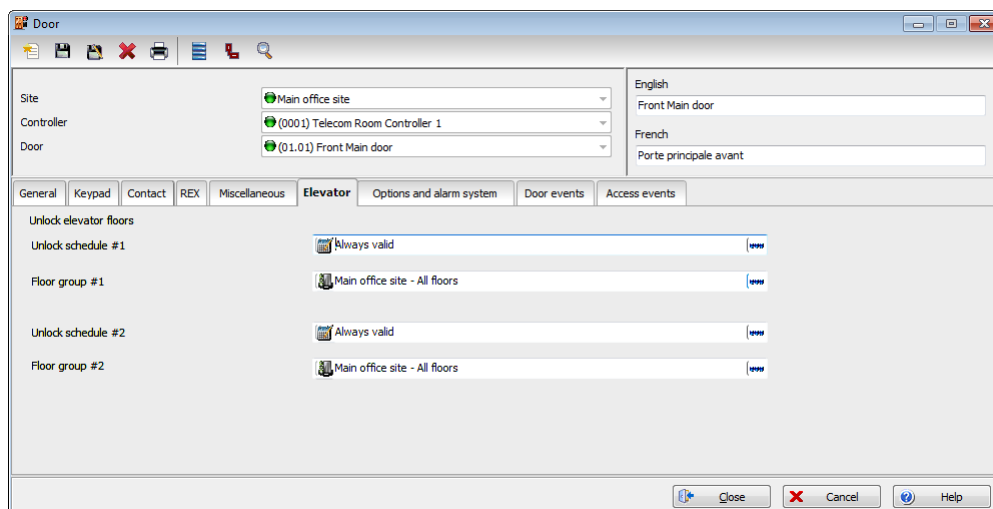 Door
English
Site
Main office site
Front Main door
Controller
(0001) Telecom Room Controller 1
French
Door
(01.01) Front Main door
Porte principale avant
General Keypad Contact REX Miscellaneous Elevator Options and alarm system Door events Access events
Unlock elevator floors
Unlock schedule #1
Always valid
Floor group #1
Main office site - All floors
Unlock schedule #2
Always valid
Floor group #2
Main office site - All floors
Close Cancel Help